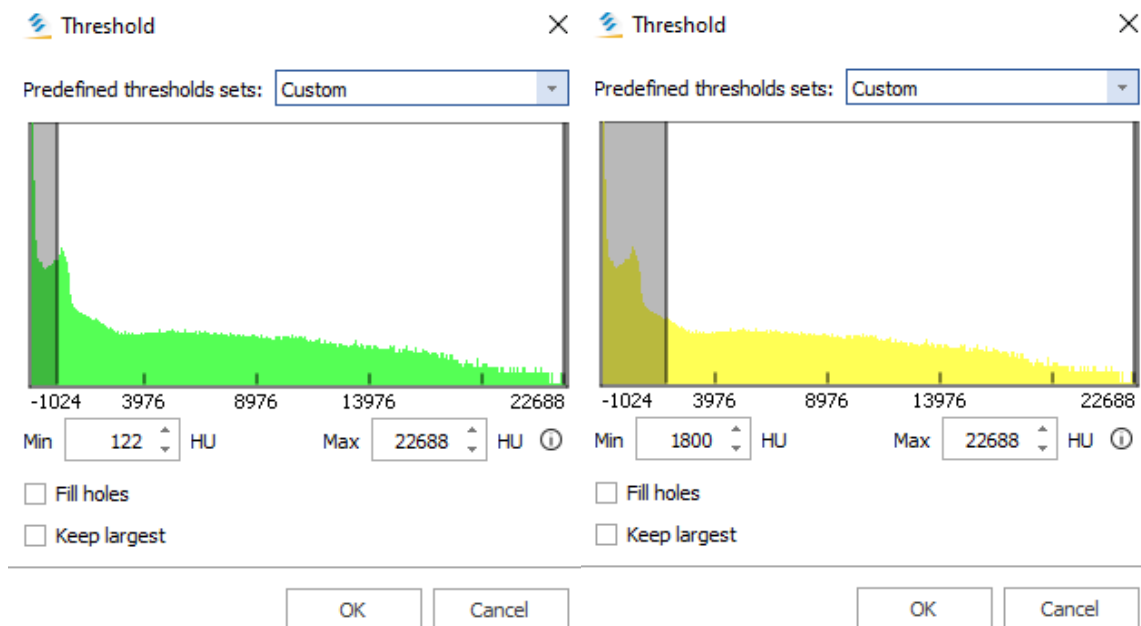 Threshold
Predefined thresholds sets: Custom
-1024 3976 8976 13976 22688
Min 122 HU Max 22688 HU
Fill holes
Keep largest
OK Cancel
Threshold
Predefined thresholds sets: Custom
-1024 3976 8976 13976 22688
Min 1800 HU Max 22688 HU
Fill holes
Keep largest
OK Cancel